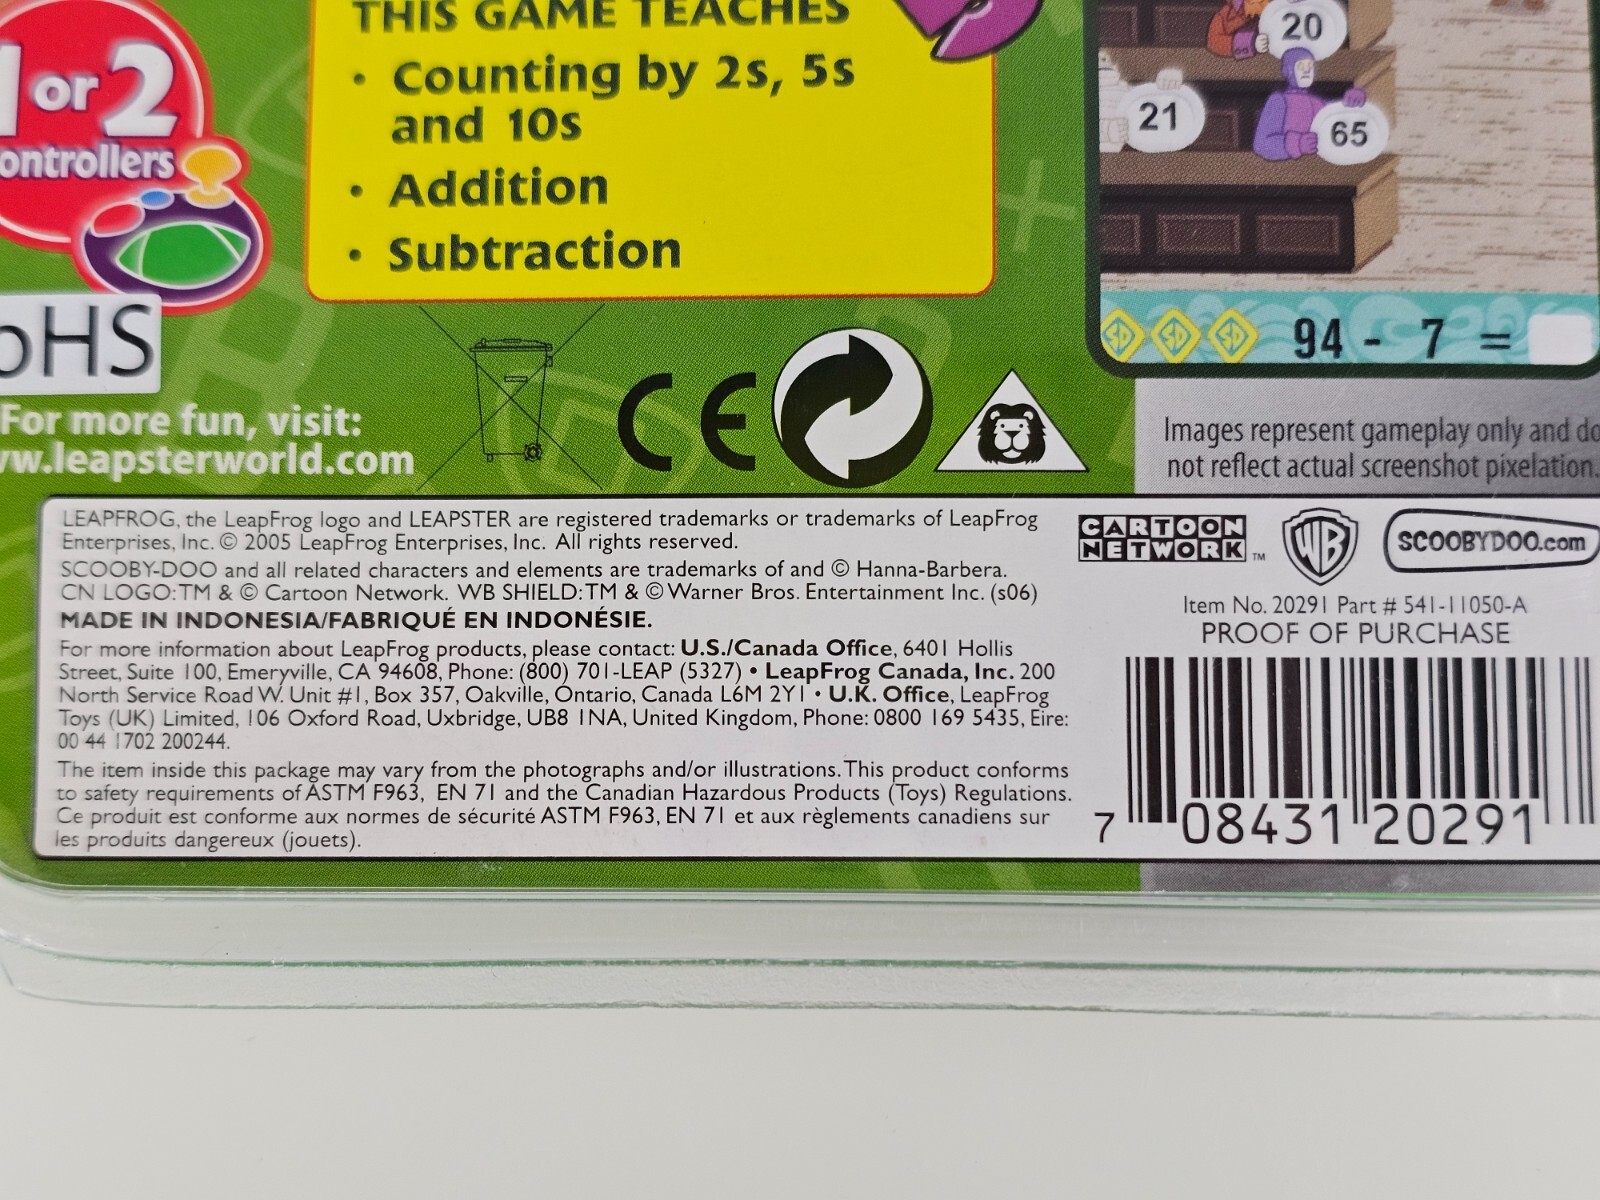 THIS GAME TEACHES
• Counting by 2s, 5s
and 10s
• Addition
• Subtraction
1 or 2
ontrollers
20
21
65
SD SD SD 94 - 7 =
oHS
CE
For more fun, visit:
w.leapsterworld.com
Images represent gameplay only and do
not reflect actual screenshot pixelation.
LEAPFROG, the LeapFrog logo and LEAPSTER are registered trademarks or trademarks of LeapFrog
Enterprises, Inc. © 2005 LeapFrog Enterprises, Inc. All rights reserved.
SCOOBY-DOO and all related characters and elements are trademarks of and © Hanna-Barbera.
CN LOGO:TM & © Cartoon Network. WB SHIELD:TM & ©Warner Bros. Entertainment Inc. (s06)
MADE IN INDONESIA/FABRIQUÉ EN INDONÉSIE.
For more information about LeapFrog products, please contact: U.S./Canada Office, 6401 Hollis
Street, Suite 100, Emeryville, CA 94608, Phone: (800) 701-LEAP (5327) • LeapFrog Canada, Inc. 200
North Service Road W. Unit #1, Box 357, Oakville, Ontario, Canada L6M 2Y1 • U.K. Office, LeapFrog
Toys (UK) Limited, 106 Oxford Road, Uxbridge, UB8 1NA, United Kingdom, Phone: 0800 169 5435, Eire:
00 44 1702 200244.
The item inside this package may vary from the photographs and/or illustrations. This product conforms
to safety requirements of ASTM F963, EN 71 and the Canadian Hazardous Products (Toys) Regulations.
Ce produit est conforme aux normes de sécurité ASTM F963, EN 71 et aux règlements canadiens sur
les produits dangereux (jouets).
CARTOON
NETWORK TM
WB
SCOOBYDOO.com
Item No. 20291 Part # 541-11050-A
PROOF OF PURCHASE
7 08431 20291